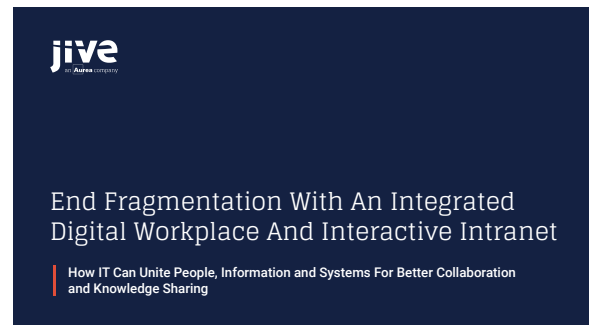 jive
an Aurea company
End Fragmentation With An Integrated
Digital Workplace And Interactive Intranet
How IT Can Unite People, Information and Systems For Better Collaboration
and Knowledge Sharing